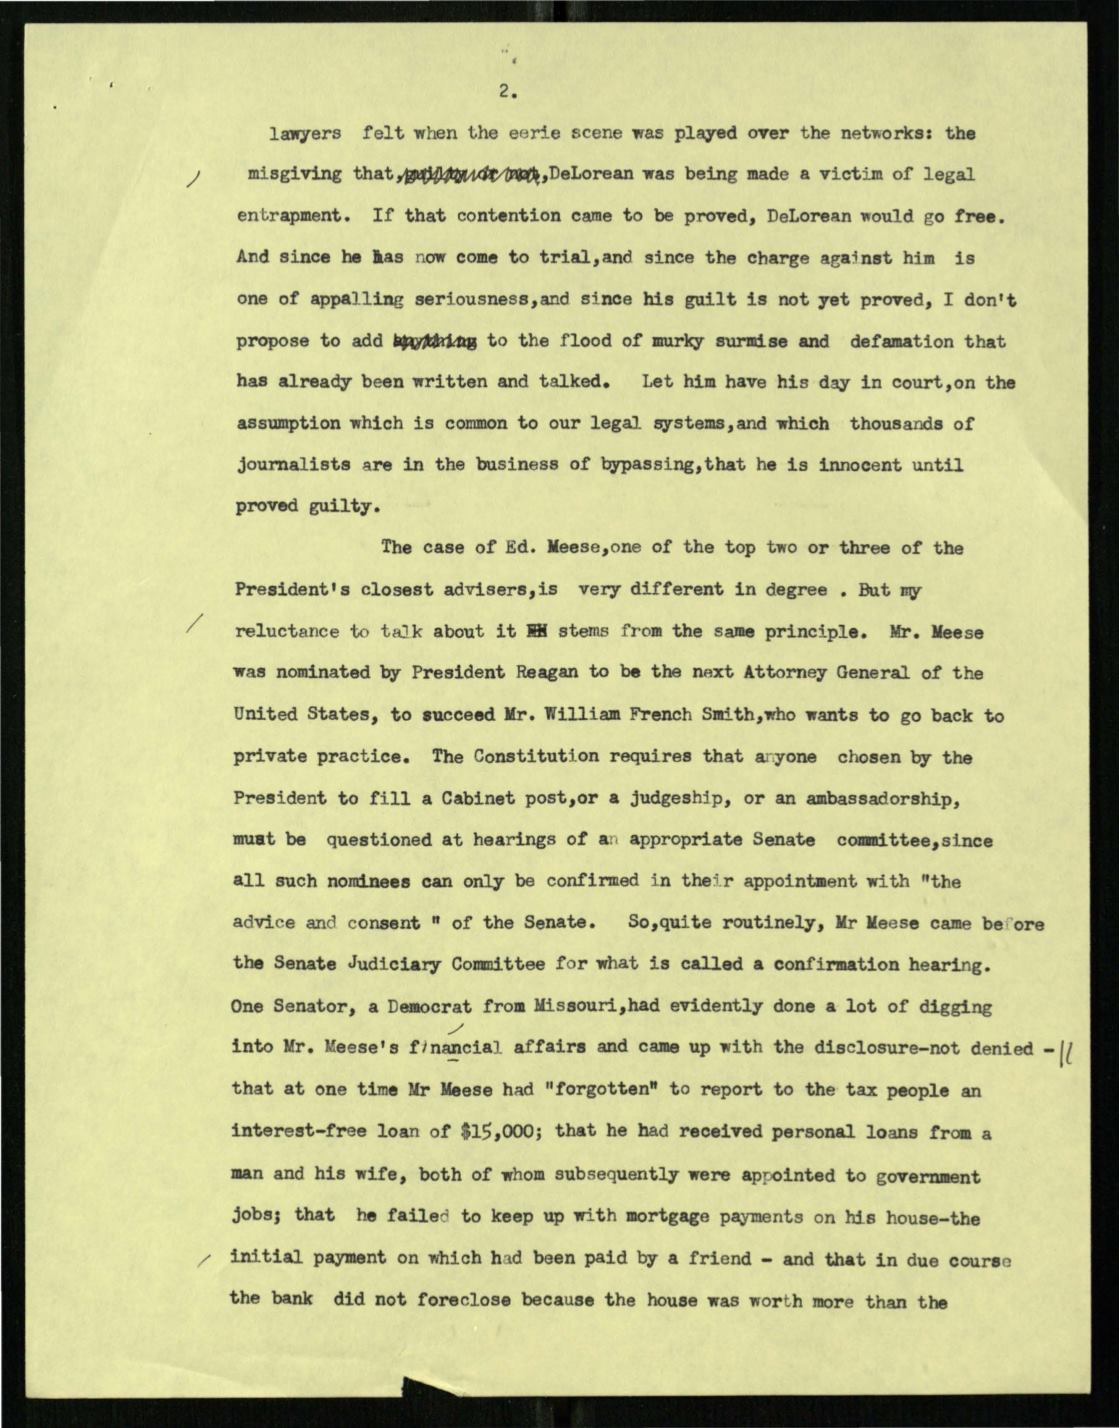 2.
lawyers felt when the eerie scene was played over the networks: the
misgiving that, guilty or not, DeLorean was being made a victim of legal
entrapment. If that contention came to be proved, DeLorean would go free.
And since he has now come to trial,and since the charge against him is
one of appalling seriousness,and since his guilt is not yet proved, I don't
propose to add anything to the flood of murky surmise and defamation that
has already been written and talked. Let him have his day in court,on the
assumption which is common to our legal systems,and which thousands of
journalists are in the business of bypassing,that he is innocent until
proved guilty.
The case of Ed. Meese,one of the top two or three of the
President's closest advisers,is very different in degree . But my
reluctance to talk about it stems from the same principle. Mr. Meese
was nominated by President Reagan to be the next Attorney General of the
United States, to succeed Mr. William French Smith,who wants to go back to
private practice. The Constitution requires that anyone chosen by the
President to fill a Cabinet post,or a judgeship, or an ambassadorship,
must be questioned at hearings of an appropriate Senate committee,since
all such nominees can only be confirmed in their appointment with "the
advice and consent " of the Senate. So,quite routinely, Mr Meese came before
the Senate Judiciary Committee for what is called a confirmation hearing.
One Senator, a Democrat from Missouri,had evidently done a lot of digging
into Mr. Meese's financial affairs and came up with the disclosure-not denied -
that at one time Mr Meese had "forgotten" to report to the tax people an
interest-free loan of $15,000; that he had received personal loans from a
man and his wife, both of whom subsequently were appointed to government
jobs; that he failed to keep up with mortgage payments on his house-the
initial payment on which had been paid by a friend - and that in due course
the bank did not foreclose because the house was worth more than the